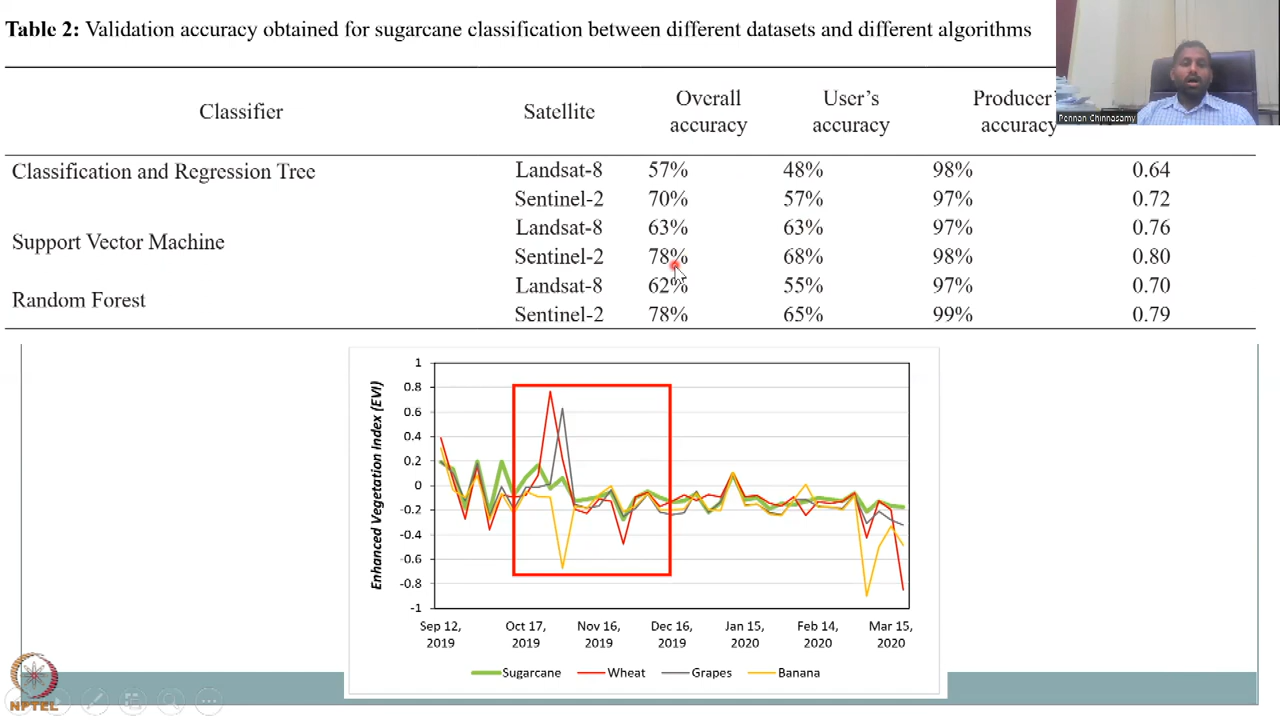 Table 2: Validation accuracy obtained for sugarcane classification between different datasets and different algorithms
Classifier Satellite Overall accuracy User's accuracy Producer' accuracy
Classification and Regression Tree Landsat-8 57% 48% 98% 0.64
Sentinel-2 70% 57% 97% 0.72
Support Vector Machine Landsat-8 63% 63% 97% 0.76
Sentinel-2 78% 68% 98% 0.80
Random Forest Landsat-8 62% 55% 97% 0.70
Sentinel-2 78% 65% 99% 0.79
Pennan Chinnasamy
Enhanced Vegetation Index (EVI)
1
0.8
0.6
0.4
0.2
0
-0.2
-0.4
-0.6
-0.8
-1
Sep 12, 2019
Oct 17, 2019
Nov 16, 2019
Dec 16, 2019
Jan 15, 2020
Feb 14, 2020
Mar 15, 2020
Sugarcane Wheat Grapes Banana
NPTEL